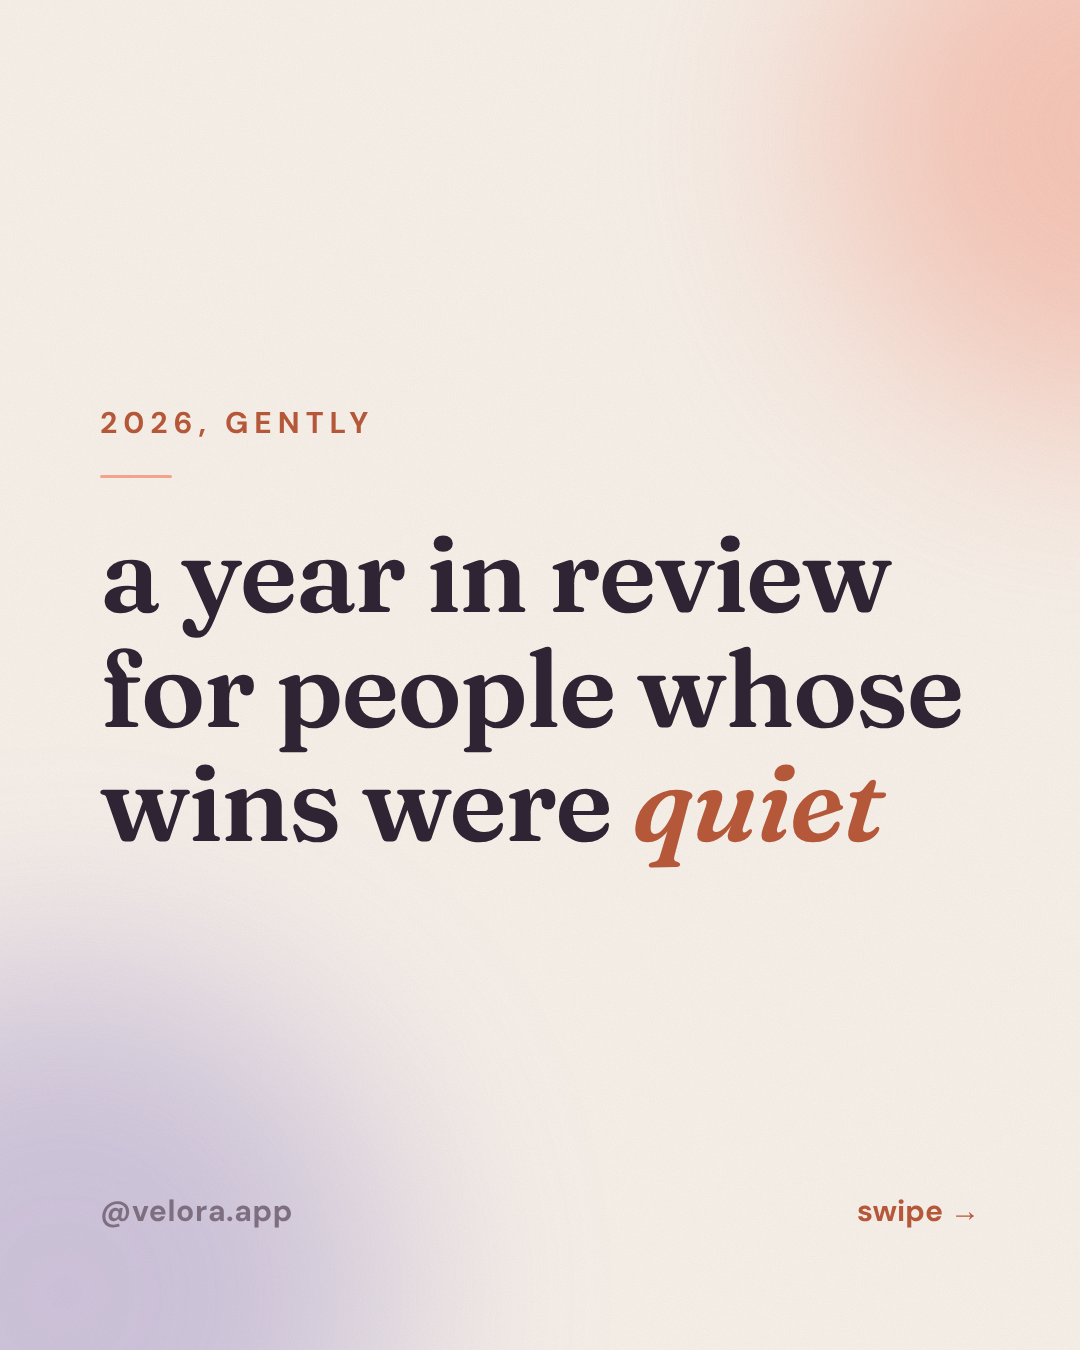 2026, GENTLY
a year in review
for people whose
wins were quiet
@velora.app
swipe →